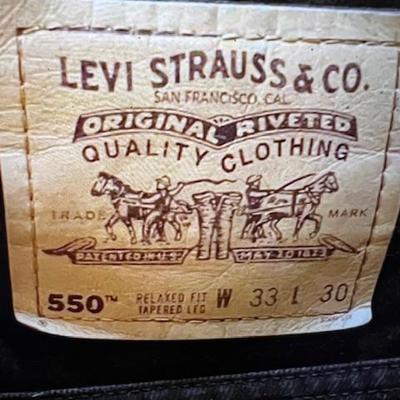 LEVI STRAUSS & CO.
SAN FRANCISCO, CAL.
ORIGINAL RIVETED
QUALITY CLOTHING
TRADE MARK
PATENTED IN U.S. MAY 20 1873
550™ RELAXED FIT W 33 L 30
TAPERED LEG
®